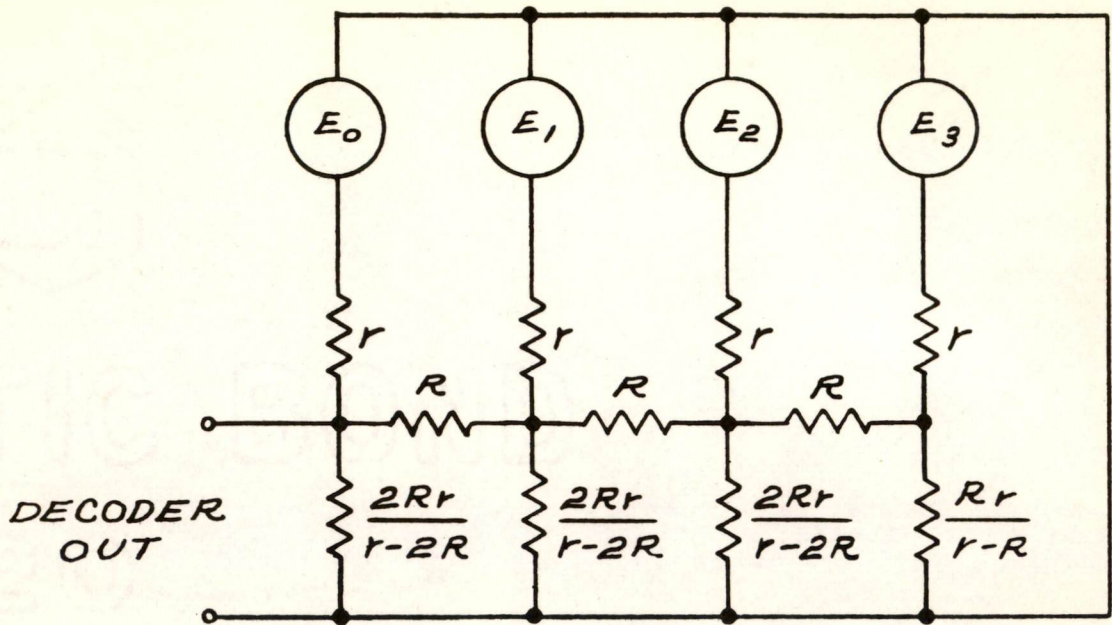 E₀ E₁ E₂ E₃
r r r r
R R R
DECODER
OUT
2Rr 2Rr 2Rr Rr
r-2R r-2R r-2R r-R